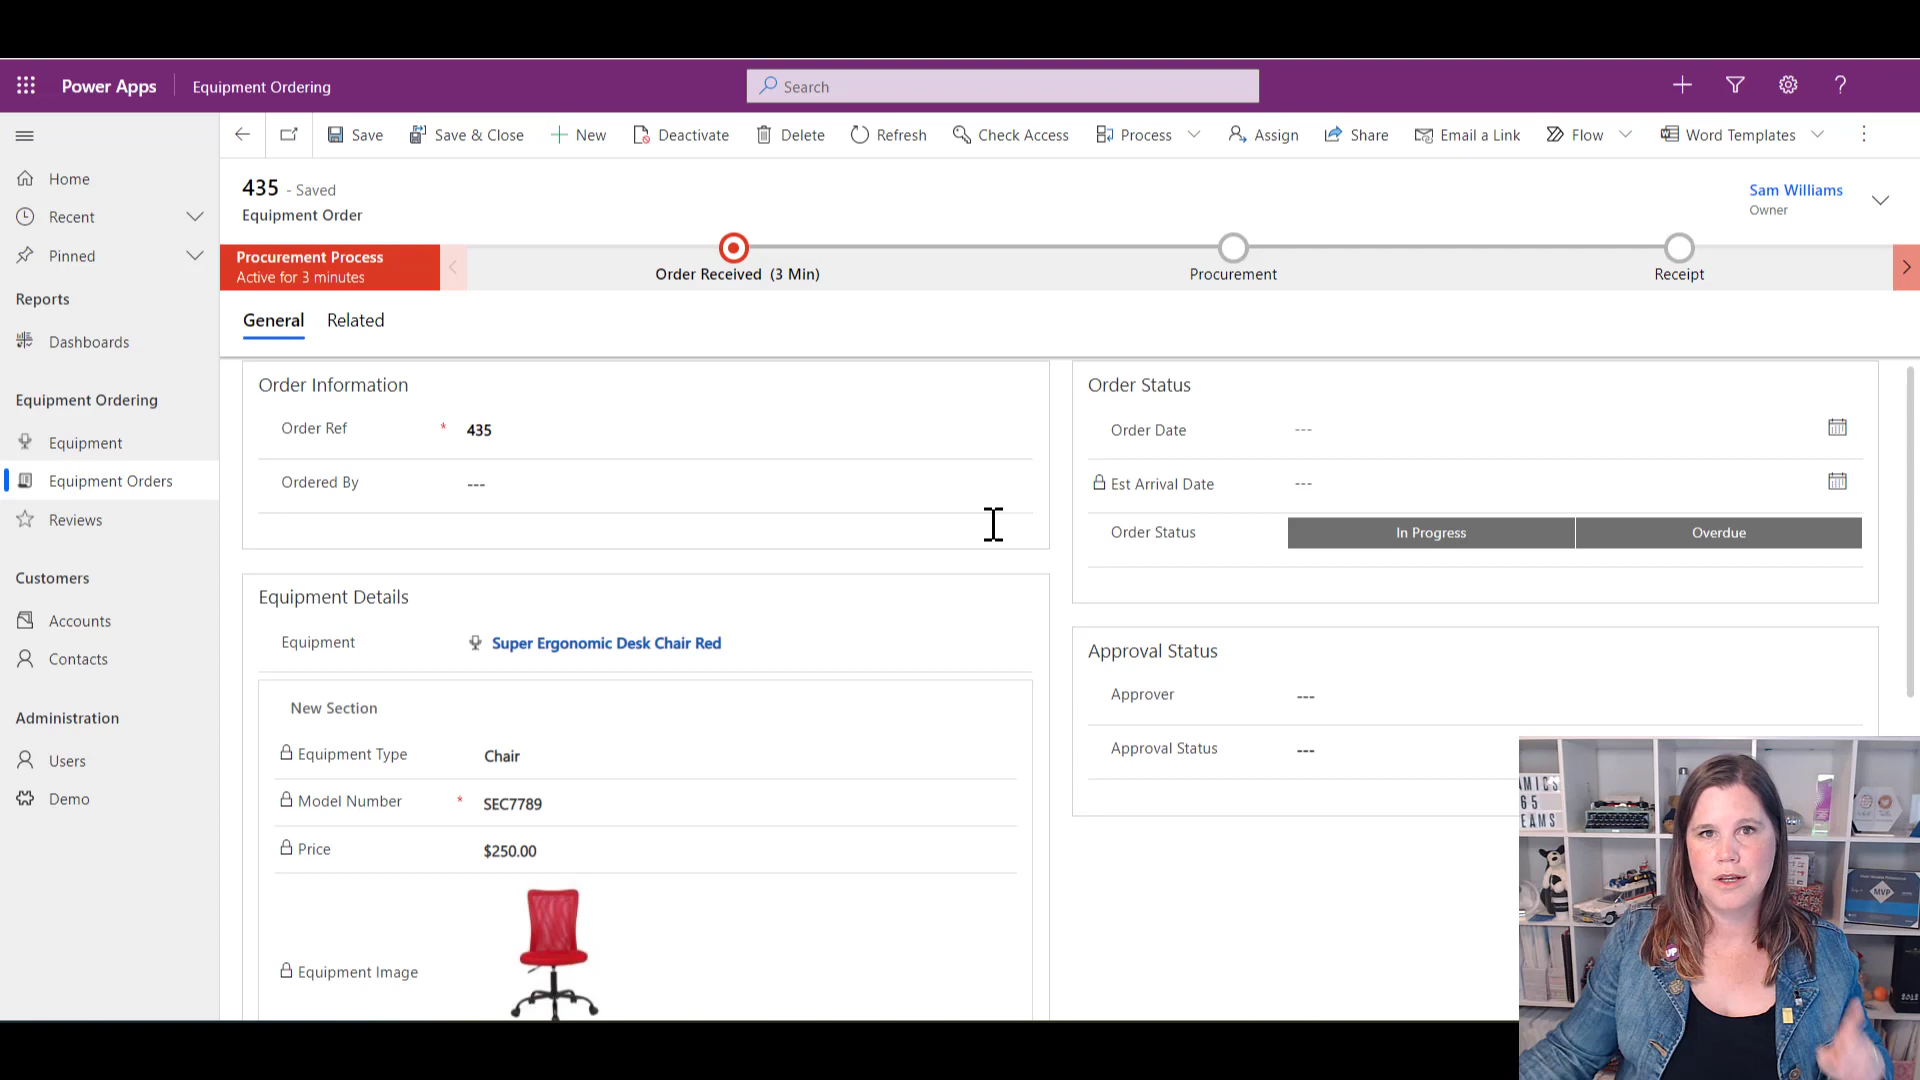 Power Apps
Equipment Ordering
Search
Save
Save & Close
New
Deactivate
Delete
Refresh
Check Access
Process
Assign
Share
Email a Link
Flow
Word Templates
Home
Recent
Pinned
Reports
Dashboards
Equipment Ordering
Equipment
Equipment Orders
Reviews
Customers
Accounts
Contacts
Administration
Users
Demo
435 - Saved
Equipment Order
Sam Williams
Owner
Procurement Process
Active for 3 minutes
Order Received (3 Min)
Procurement
Receipt
General
Related
Order Information
Order Ref * 435
Ordered By ---
Equipment Details
Equipment Super Ergonomic Desk Chair Red
New Section
Equipment Type Chair
Model Number * SEC7789
Price $250.00
Equipment Image
Order Status
Order Date ---
Est Arrival Date ---
Order Status In Progress Overdue
Approval Status
Approver ---
Approval Status ---
AMICS
65
EAMS
MVP
UP